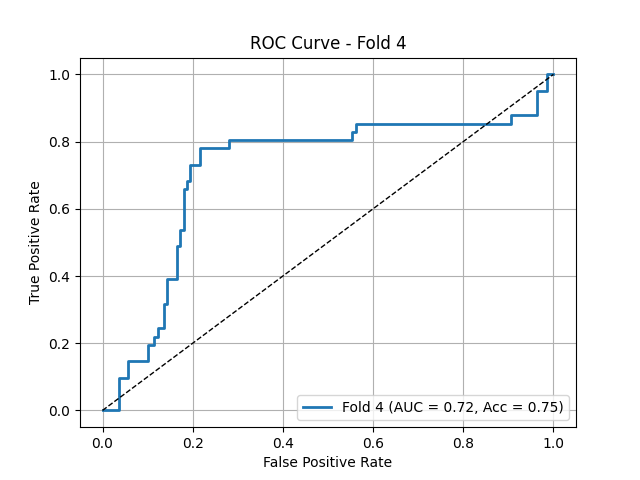 ROC Curve - Fold 4
1.0
0.8
0.6
0.4
0.2
0.0
True Positive Rate
Fold 4 (AUC = 0.72, Acc = 0.75)
0.0 0.2 0.4 0.6 0.8 1.0
False Positive Rate